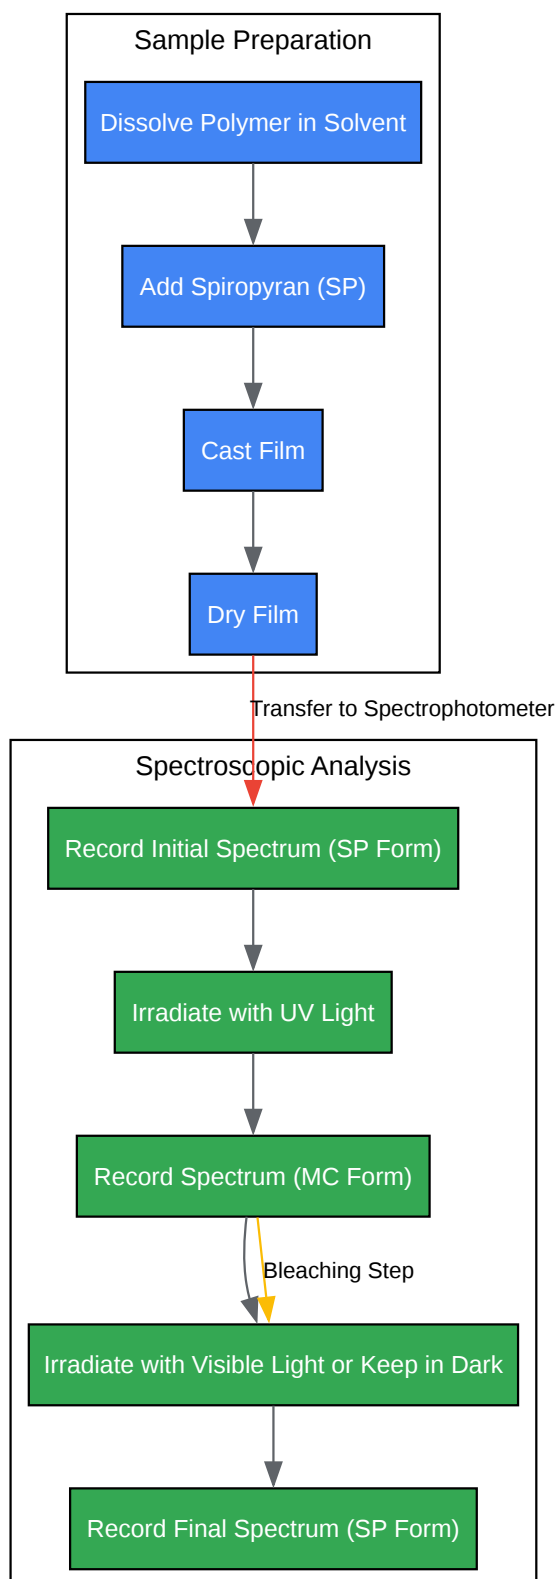 Sample Preparation
Dissolve Polymer in Solvent
Add Spiropyran (SP)
Cast Film
Dry Film
Transfer to Spectrophotometer
Spectroscopic Analysis
Record Initial Spectrum (SP Form)
Irradiate with UV Light
Record Spectrum (MC Form)
Bleaching Step
Irradiate with Visible Light or Keep in Dark
Record Final Spectrum (SP Form)